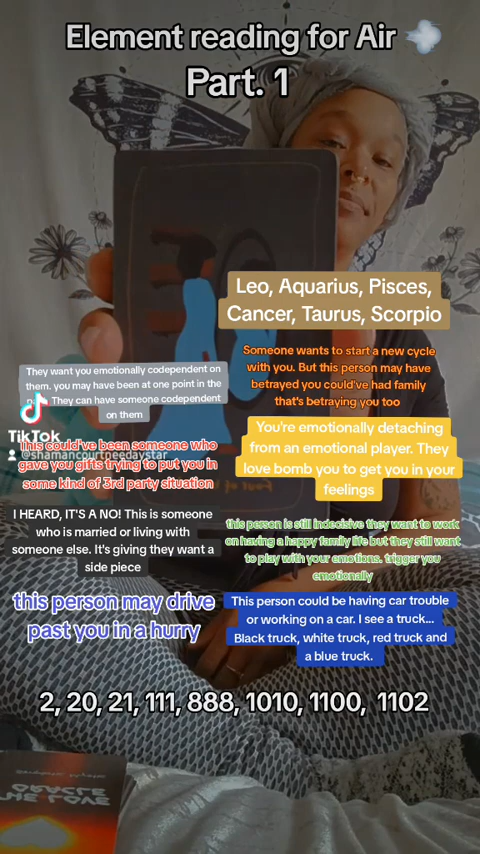 Element reading for Air
Part. 1
Leo, Aquarius, Pisces,
Cancer, Taurus, Scorpio
Someone wants to start a new cycle
with you. But this person may have
betrayed you could've had family
that's betraying you too
They want you emotionally codependent on
them. you may have been at one point in the
They can have someone codependent
on them
You're emotionally detaching
from an emotional player. They
love bomb you to get you in your
feelings
TikTok
@shamancourtneedaystar
This could've been someone who
gave you gifts trying to put you in
some kind of 3rd party situation
I HEARD, IT'S A NO! This is someone
who is married or living with
someone else. It's giving they want a
side piece
this person is still indecisive they want to work
on having a happy family life but they still want
to play with your emotions. trigger you
emotionally
this person may drive
past you in a hurry
This person could be having car trouble
or working on a car. I see a truck...
Black truck, white truck, red truck and
a blue truck.
2, 20, 21, 111, 888, 1010, 1100, 1102
THE LOVE
ORACLE